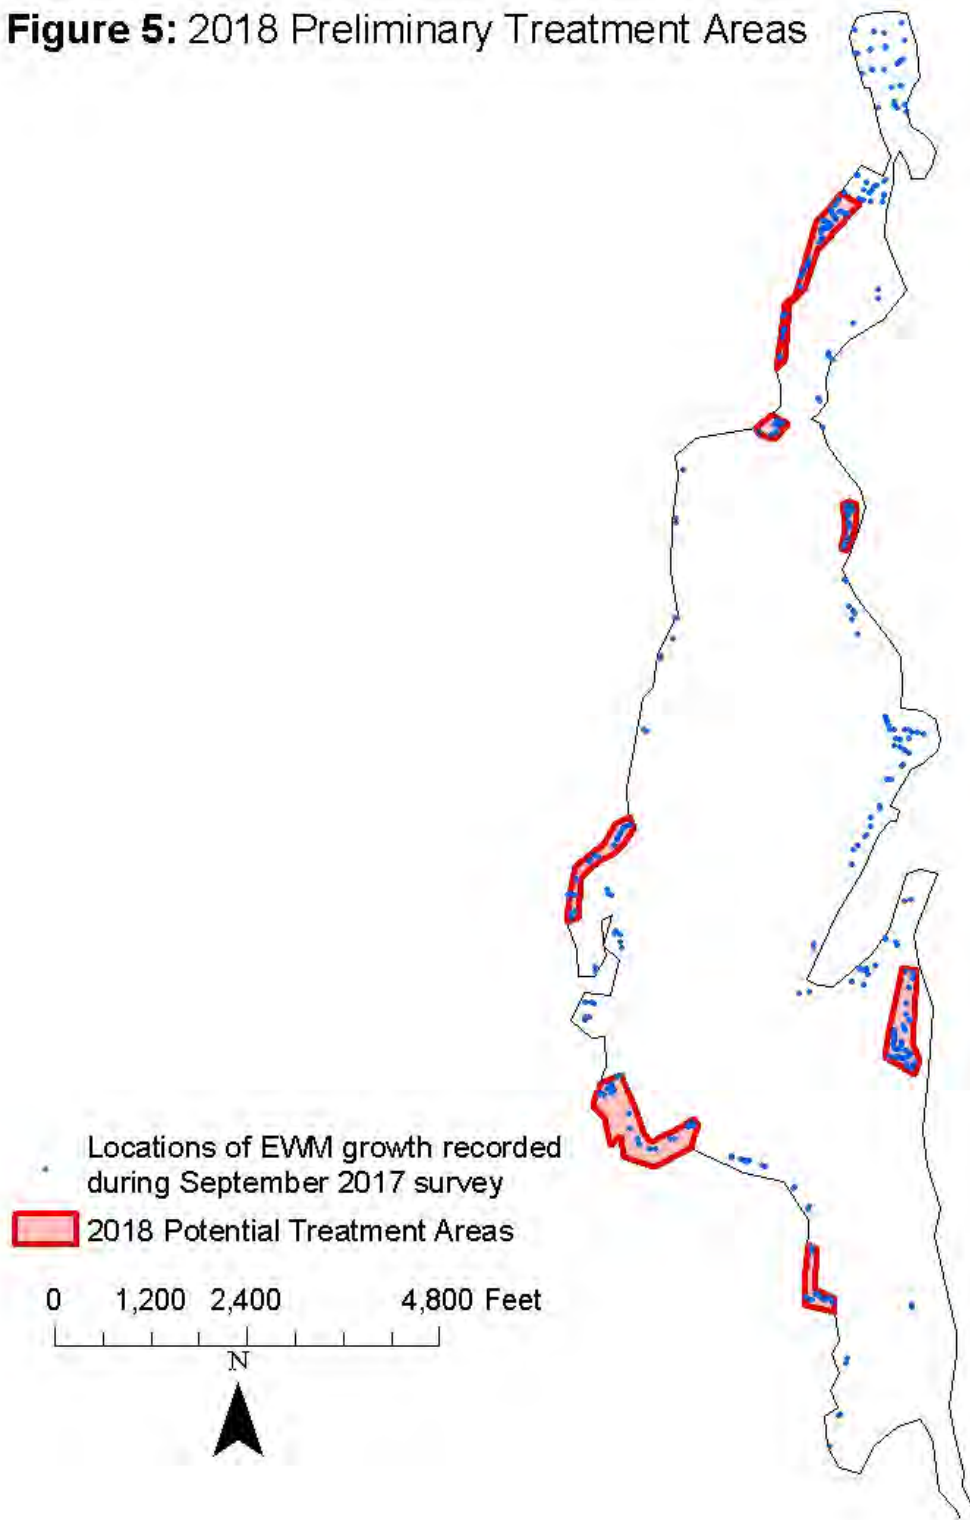 Figure 5: 2018 Preliminary Treatment Areas
Locations of EWM growth recorded
during September 2017 survey
2018 Potential Treatment Areas
0 1,200 2,400 4,800 Feet
N